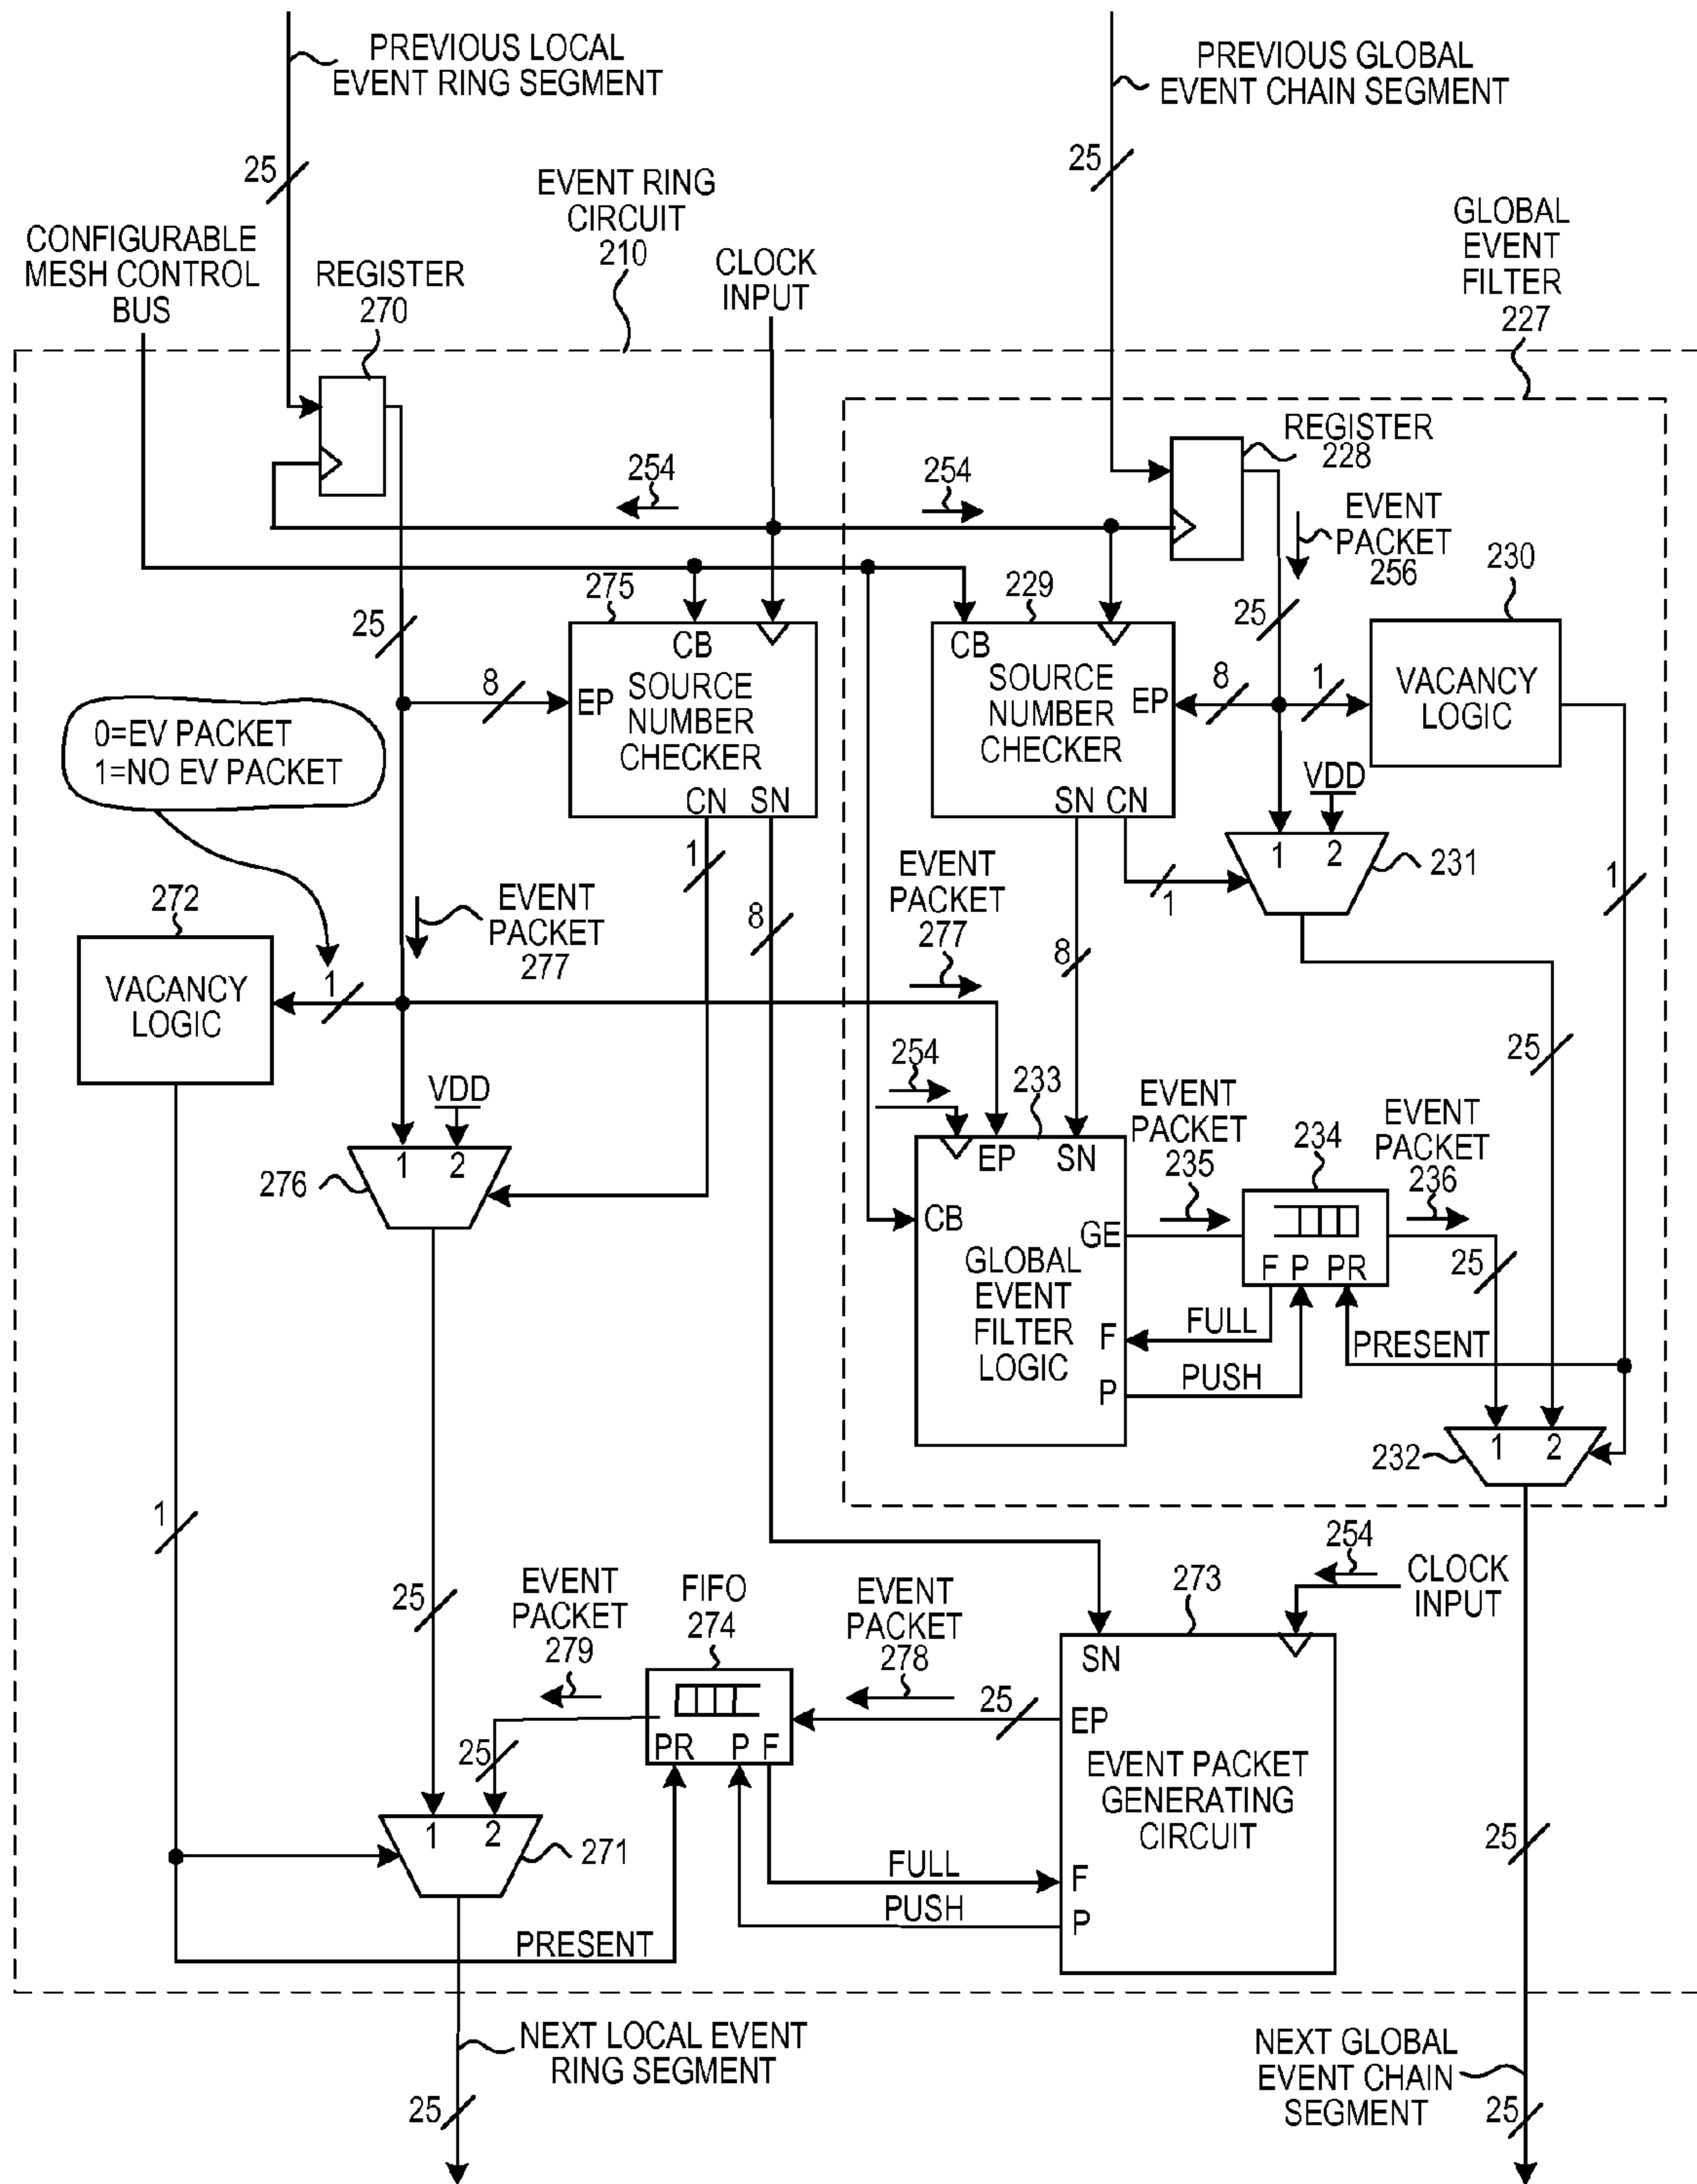 PREVIOUS LOCAL
EVENT RING SEGMENT
PREVIOUS GLOBAL
EVENT CHAIN SEGMENT
25
25
EVENT RING
CIRCUIT
210
GLOBAL
EVENT
FILTER
227
CONFIGURABLE
MESH CONTROL
BUS
REGISTER
270
CLOCK
INPUT
REGISTER
228
254
254
EVENT
PACKET
256
230
275
229
25
25
CB
SOURCE
NUMBER
CHECKER
EP
CN SN
8
CB
SOURCE
NUMBER
CHECKER
EP
SN CN
8
1
VACANCY
LOGIC
0=EV PACKET
1=NO EV PACKET
VDD
1 2
231
1
1
1
8
8
EVENT
PACKET
277
EVENT
PACKET
277
272
VACANCY
LOGIC
1
25
254
233
VDD
1 2
276
EP SN
CB
GE
GLOBAL
EVENT
FILTER
LOGIC
F
P
EVENT
PACKET
235
234
EVENT
PACKET
236
F P PR
25
FULL
PRESENT
PUSH
1 2
232
1
25
EVENT
PACKET
279
FIFO
274
EVENT
PACKET
278
273
254
CLOCK
INPUT
SN
EP
25
EVENT PACKET
GENERATING
CIRCUIT
F
P
PR P F
25
1 2
271
FULL
PUSH
PRESENT
25
NEXT LOCAL EVENT
RING SEGMENT
25
NEXT GLOBAL
EVENT CHAIN
SEGMENT
25